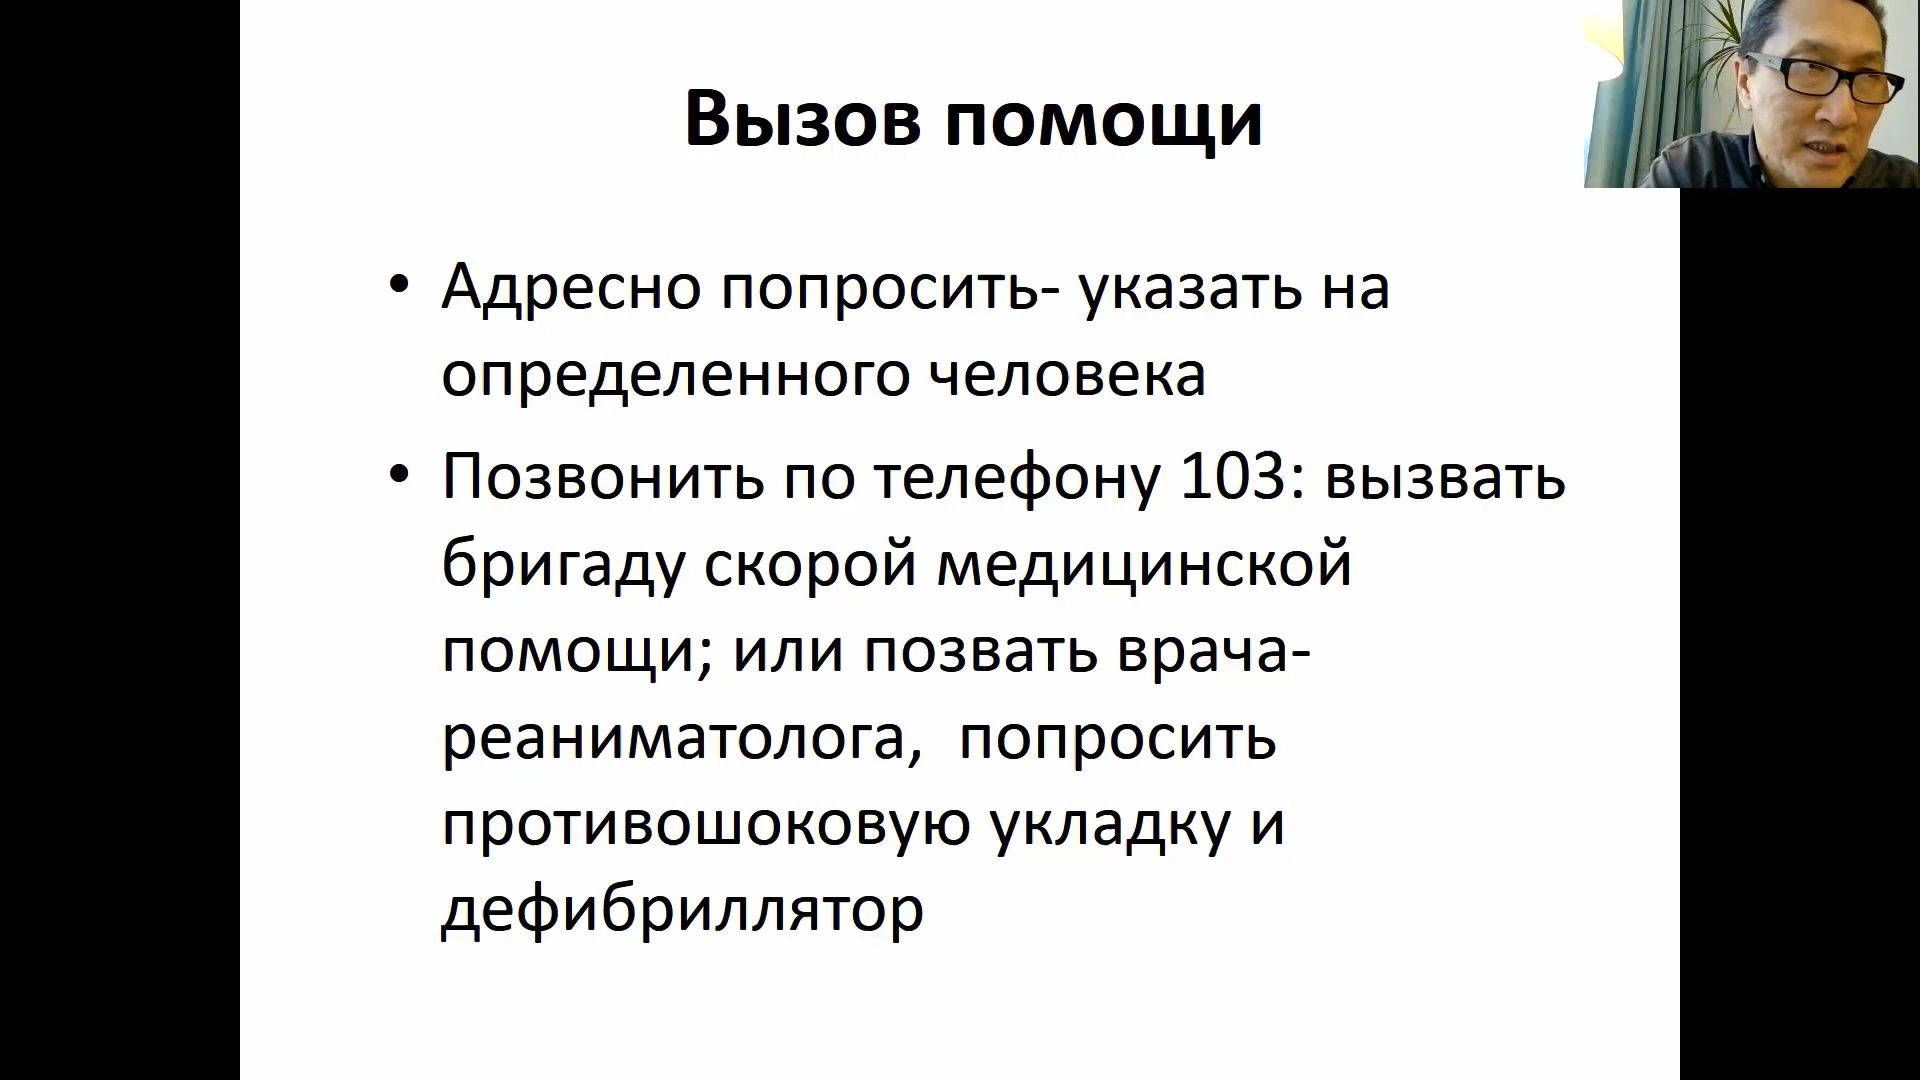 Вызов помощи
• Адресно попросить- указать на
определенного человека
• Позвонить по телефону 103: вызвать
бригаду скорой медицинской
помощи; или позвать врача-
реаниматолога,  попросить
противошоковую укладку и
дефибриллятор